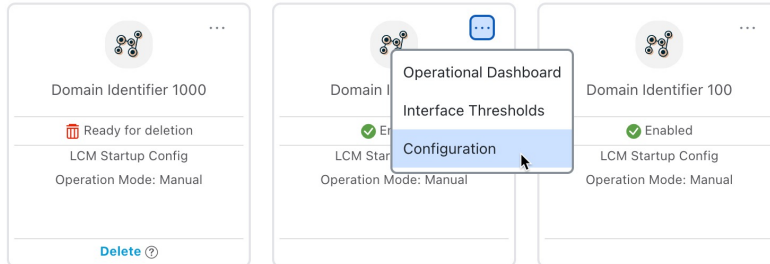 Domain Identifier 1000
Ready for deletion
LCM Startup Config
Operation Mode: Manual
Delete ?
Domain
LCM
Operation Mode: Manual
Operational Dashboard
Interface Thresholds
Configuration
Domain Identifier 100
Enabled
LCM Startup Config
Operation Mode: Manual